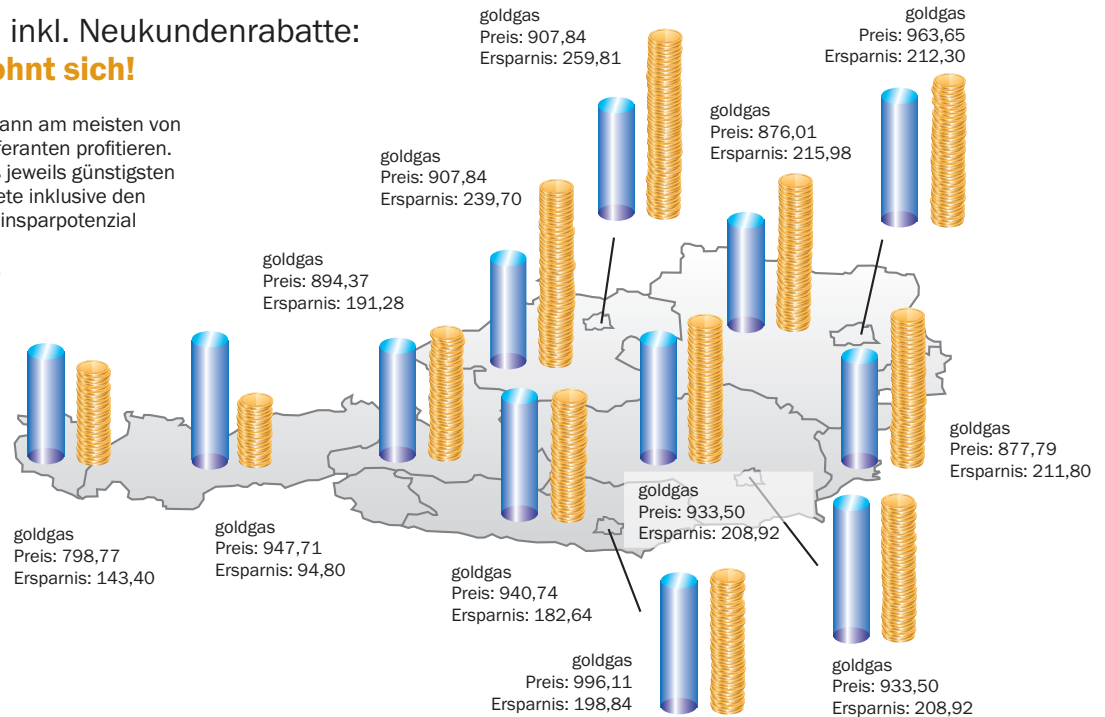 inkl. Neukundenrabatte:
sich!
am meisten von
profitieren.
jeweils günstigsten
inklusive den
goldgas
Preis: 907,84
Ersparnis: 259,81
goldgas
Preis: 963,65
Ersparnis: 212,30
goldgas
Preis: 876,01
Ersparnis: 215,98
goldgas
Preis: 907,84
Ersparnis: 239,70
goldgas
Preis: 894,37
Ersparnis: 191,28
goldgas
Preis: 877,79
Ersparnis: 211,80
goldgas
Preis: 933,50
Ersparnis: 208,92
goldgas
Preis: 798,77
Ersparnis: 143,40
goldgas
Preis: 947,71
Ersparnis: 94,80
goldgas
Preis: 940,74
Ersparnis: 182,64
goldgas
Preis: 996,11
Ersparnis: 198,84
goldgas
Preis: 933,50
Ersparnis: 208,92